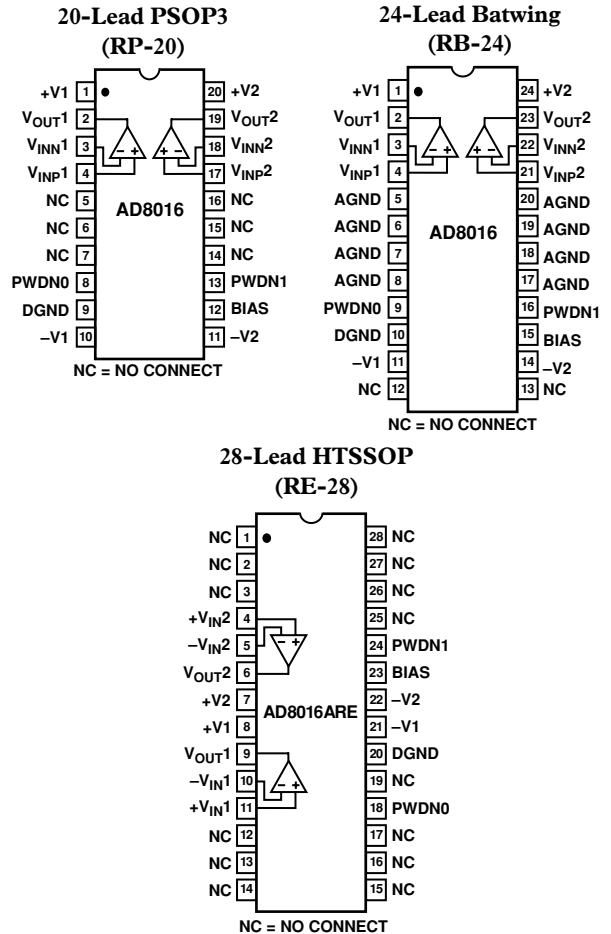 20-Lead PSOP3
(RP-20)
+V1 1 20 +V2
VOUT1 2 19 VOUT2
VINN1 3 18 VINN2
VINP1 4 17 VINP2
NC 5 16 NC
NC 6 15 NC
NC 7 14 NC
PWDN0 8 13 PWDN1
DGND 9 12 BIAS
–V1 10 11 –V2
– + + –
AD8016
NC = NO CONNECT
24-Lead Batwing
(RB-24)
+V1 1 24 +V2
VOUT1 2 23 VOUT2
VINN1 3 22 VINN2
VINP1 4 21 VINP2
AGND 5 20 AGND
AGND 6 19 AGND
AGND 7 18 AGND
AGND 8 17 AGND
PWDN0 9 16 PWDN1
DGND 10 15 BIAS
–V1 11 14 –V2
NC 12 13 NC
– + + –
AD8016
NC = NO CONNECT
28-Lead HTSSOP
(RE-28)
NC 1 28 NC
NC 2 27 NC
NC 3 26 NC
+VIN2 4 25 NC
–VIN2 5 – + 24 PWDN1
VOUT2 6 23 BIAS
+V2 7 22 –V2
AD8016ARE
+V1 8 21 –V1
VOUT1 9 20 DGND
–VIN1 10 – + 19 NC
+VIN1 11 18 PWDN0
NC 12 17 NC
NC 13 16 NC
NC 14 15 NC
NC = NO CONNECT